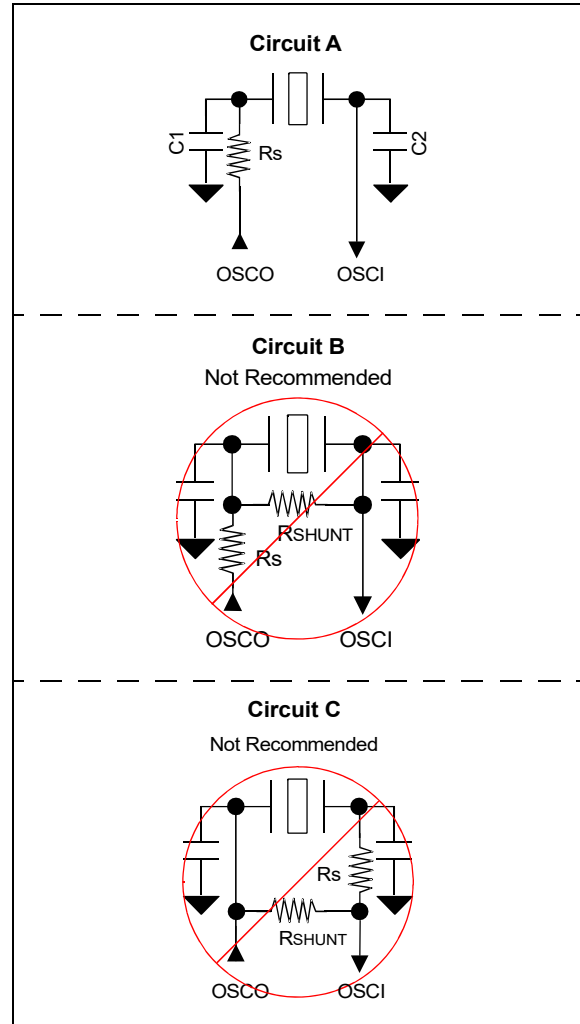 Circuit A
C1
Rs
C2
OSCO
OSCI
Circuit B
Not Recommended
RSHUNT
Rs
OSCO
OSCI
Circuit C
Not Recommended
Rs
RSHUNT
OSCO
OSCI